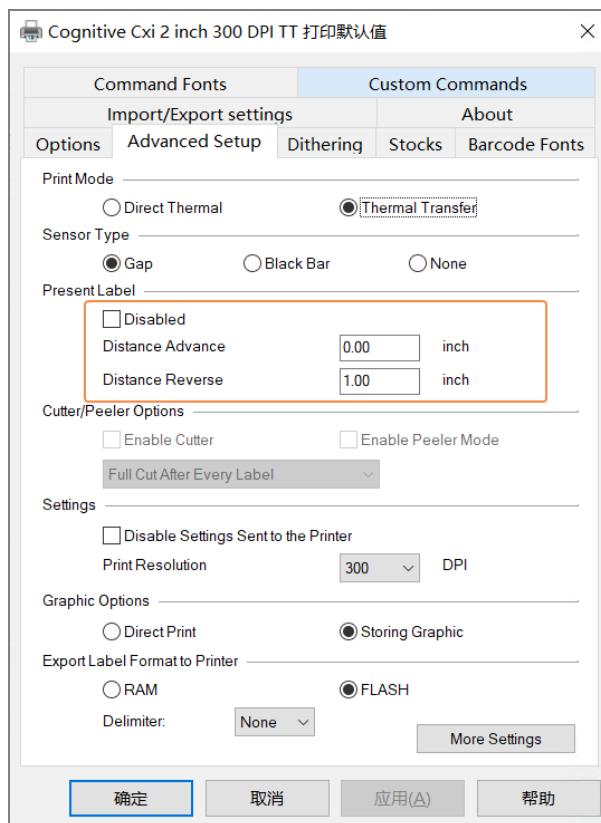 Cognitive Cxi 2 inch 300 DPI TT 打印默认值
Command Fonts Custom Commands
Import/Export settings About
Options Advanced Setup Dithering Stocks Barcode Fonts
Print Mode
Direct Thermal Thermal Transfer
Sensor Type
Gap Black Bar None
Present Label
Disabled
Distance Advance 0.00 inch
Distance Reverse 1.00 inch
Cutter/Peeler Options
Enable Cutter Enable Peeler Mode
Full Cut After Every Label
Settings
Disable Settings Sent to the Printer
Print Resolution 300 DPI
Graphic Options
Direct Print Storing Graphic
Export Label Format to Printer
RAM FLASH
Delimiter: None
More Settings
确定 取消 应用(A) 帮助